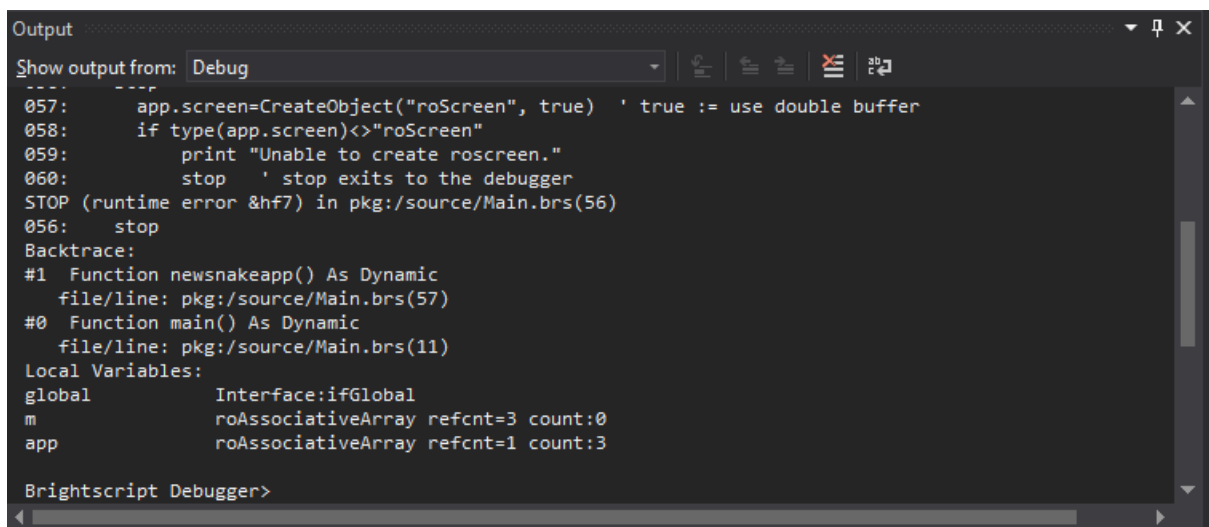 Output
Show output from: Debug
057:        app.screen=CreateObject("roScreen", true)  ' true := use double buffer
058:        if type(app.screen)<>"roScreen"
059:            print "Unable to create roscreen."
060:            stop   ' stop exits to the debugger
STOP (runtime error &hf7) in pkg:/source/Main.brs(56)
056:    stop
Backtrace:
#1  Function newsnakeapp() As Dynamic
   file/line: pkg:/source/Main.brs(57)
#0  Function main() As Dynamic
   file/line: pkg:/source/Main.brs(11)
Local Variables:
global           Interface:ifGlobal
m                roAssociativeArray refcnt=3 count:0
app              roAssociativeArray refcnt=1 count:3
Brightscript Debugger>